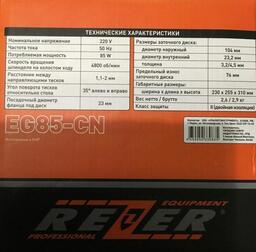 ТЕХНИЧЕСКИЕ ХАРАКТЕРИСТИКИ
Номинальное напряжение 220 V
Частота тока 50 Hz
Потребляемая мощность 85 W
Скорость вращения шпинделя на холостом ходу 4800 об/мин
Расстояние между направляющими тисков 1,1-2 мм
Угол поворота тисков относительно стола 35° влево и вправо
Посадочный диаметр фланца под диск 23 мм
Размеры заточного диска:
диаметр наружный 104 мм
диаметр внутренний 23,2 мм
толщина 3,2/4,5 мм
Предельный износ заточного диска 76 мм
Габаритные размеры:
ширина х длина х высота 230 х 255 х 310 мм
Вес нетто / брутто 2,6 / 2,9 кг
Класс II (двойная изоляция)
EG85-CN
REZER
EQUIPMENT
PROFESSIONAL